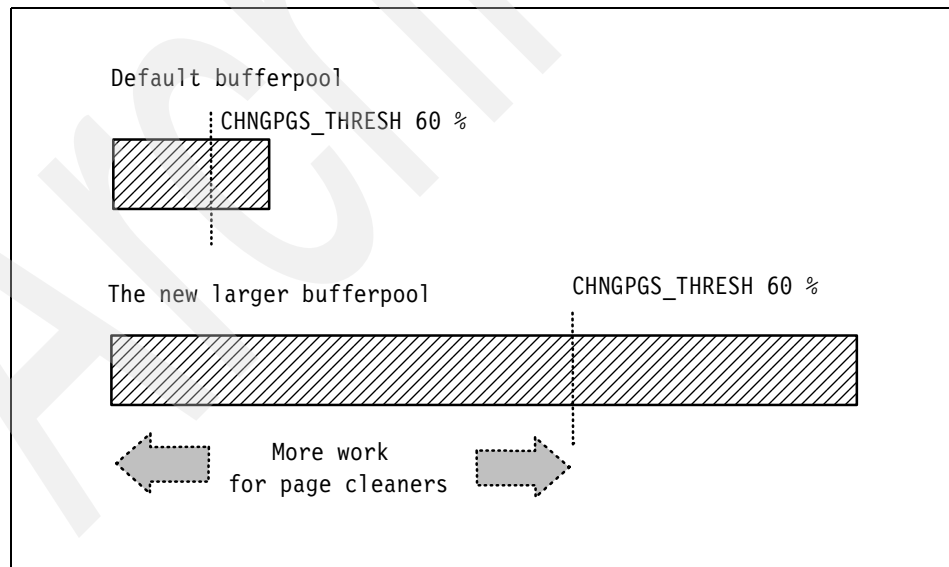 Default bufferpool
CHNGPGS_THRESH 60 %
The new larger bufferpool
CHNGPGS_THRESH 60 %
More work
for page cleaners